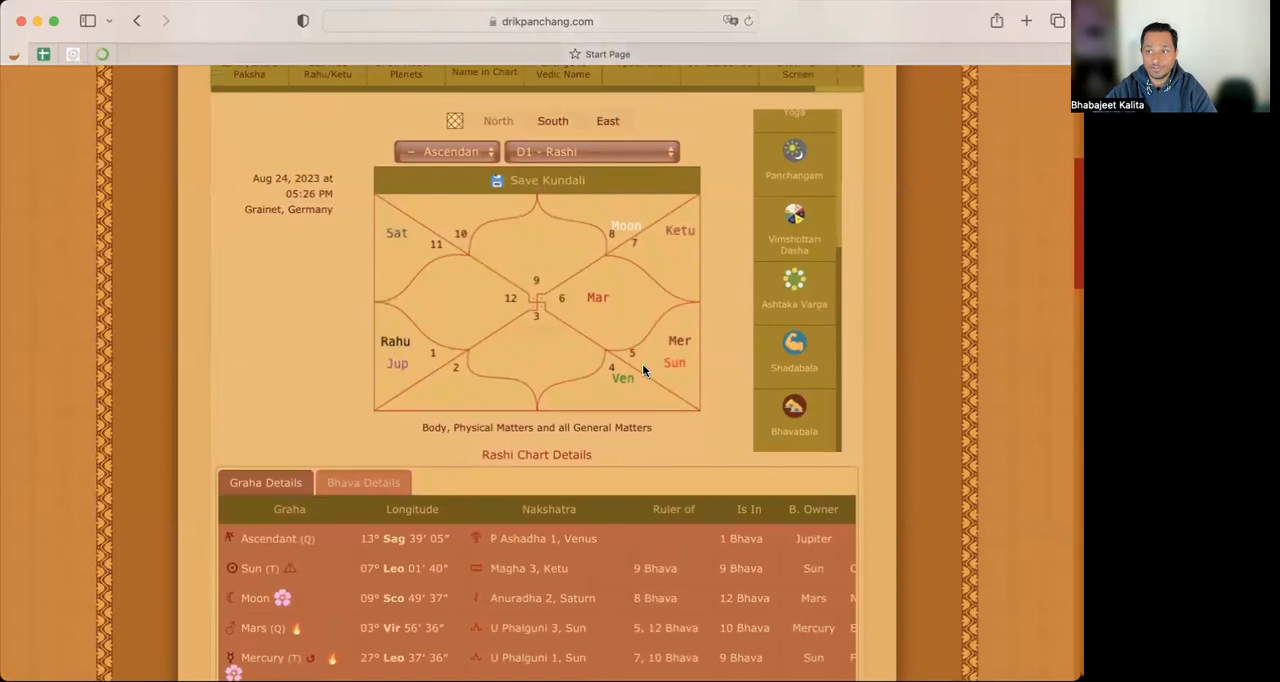 drikpanchang.com
Start Page
Paksha
Rahu/Ketu
Planets
Name in Chart
Vedic Name
Screen
Bhabajeet Kalita
North South East
− Ascendan
D1 - Rashi
Aug 24, 2023 at
05:26 PM
Grainet, Germany
Save Kundali
Sat
11
10
8
Moon
7
Ketu
9
12
6
Mar
3
Rahu
1
Jup
2
Mer
5
Sun
4
Ven
Yoga
Panchangam
Vimshottari
Dasha
Ashtaka Varga
Shadabala
Bhavabala
Body, Physical Matters and all General Matters
Rashi Chart Details
Graha Details
Bhava Details
Graha Longitude Nakshatra Ruler of Is In B. Owner
Ascendant (Q) 13° Sag 39′ 05″ P Ashadha 1, Venus 1 Bhava Jupiter
Sun (T) 07° Leo 01′ 40″ Magha 3, Ketu 9 Bhava 9 Bhava Sun
Moon 09° Sco 49′ 37″ Anuradha 2, Saturn 8 Bhava 12 Bhava Mars
Mars (Q) 03° Vir 56′ 36″ U Phalguni 3, Sun 5, 12 Bhava 10 Bhava Mercury
Mercury (T) 27° Leo 37′ 36″ U Phalguni 1, Sun 7, 10 Bhava 9 Bhava Sun